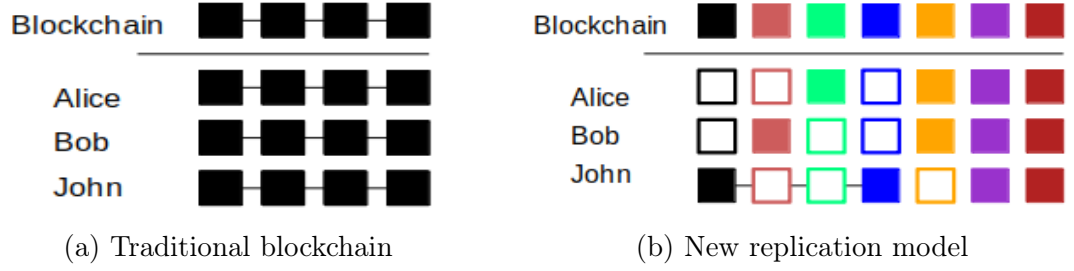 Blockchain
Alice
Bob
John
(a) Traditional blockchain
Blockchain
Alice
Bob
John
(b) New replication model